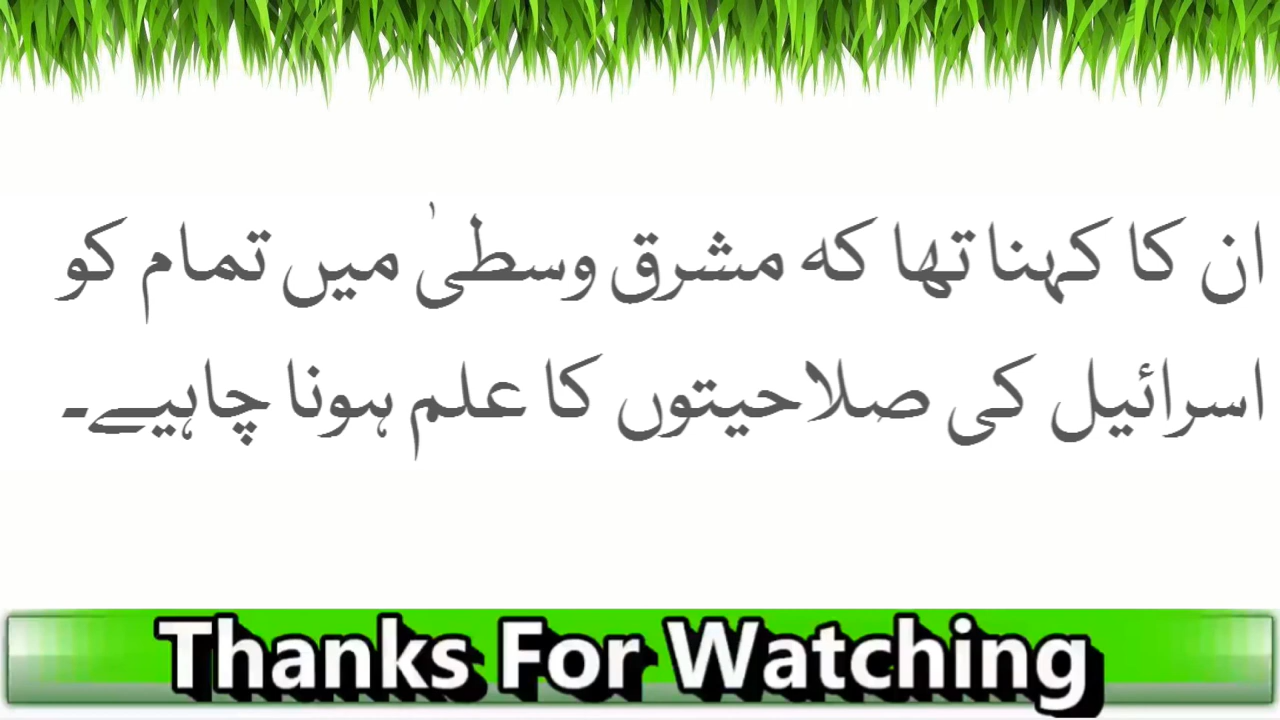 ان کا کہنا تھا کہ مشرق وسطیٰ میں تمام کو
اسرائیل کی صلاحیتوں کا علم ہونا چاہیے۔
Thanks For Watching